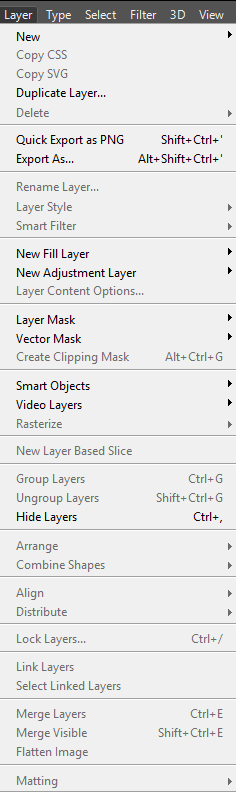 Layer Type Select Filter 3D View
New
Copy CSS
Copy SVG
Duplicate Layer...
Delete
Quick Export as PNG Shift+Ctrl+'
Export As... Alt+Shift+Ctrl+'
Rename Layer...
Layer Style
Smart Filter
New Fill Layer
New Adjustment Layer
Layer Content Options...
Layer Mask
Vector Mask
Create Clipping Mask Alt+Ctrl+G
Smart Objects
Video Layers
Rasterize
New Layer Based Slice
Group Layers Ctrl+G
Ungroup Layers Shift+Ctrl+G
Hide Layers Ctrl+,
Arrange
Combine Shapes
Align
Distribute
Lock Layers... Ctrl+/
Link Layers
Select Linked Layers
Merge Layers Ctrl+E
Merge Visible Shift+Ctrl+E
Flatten Image
Matting